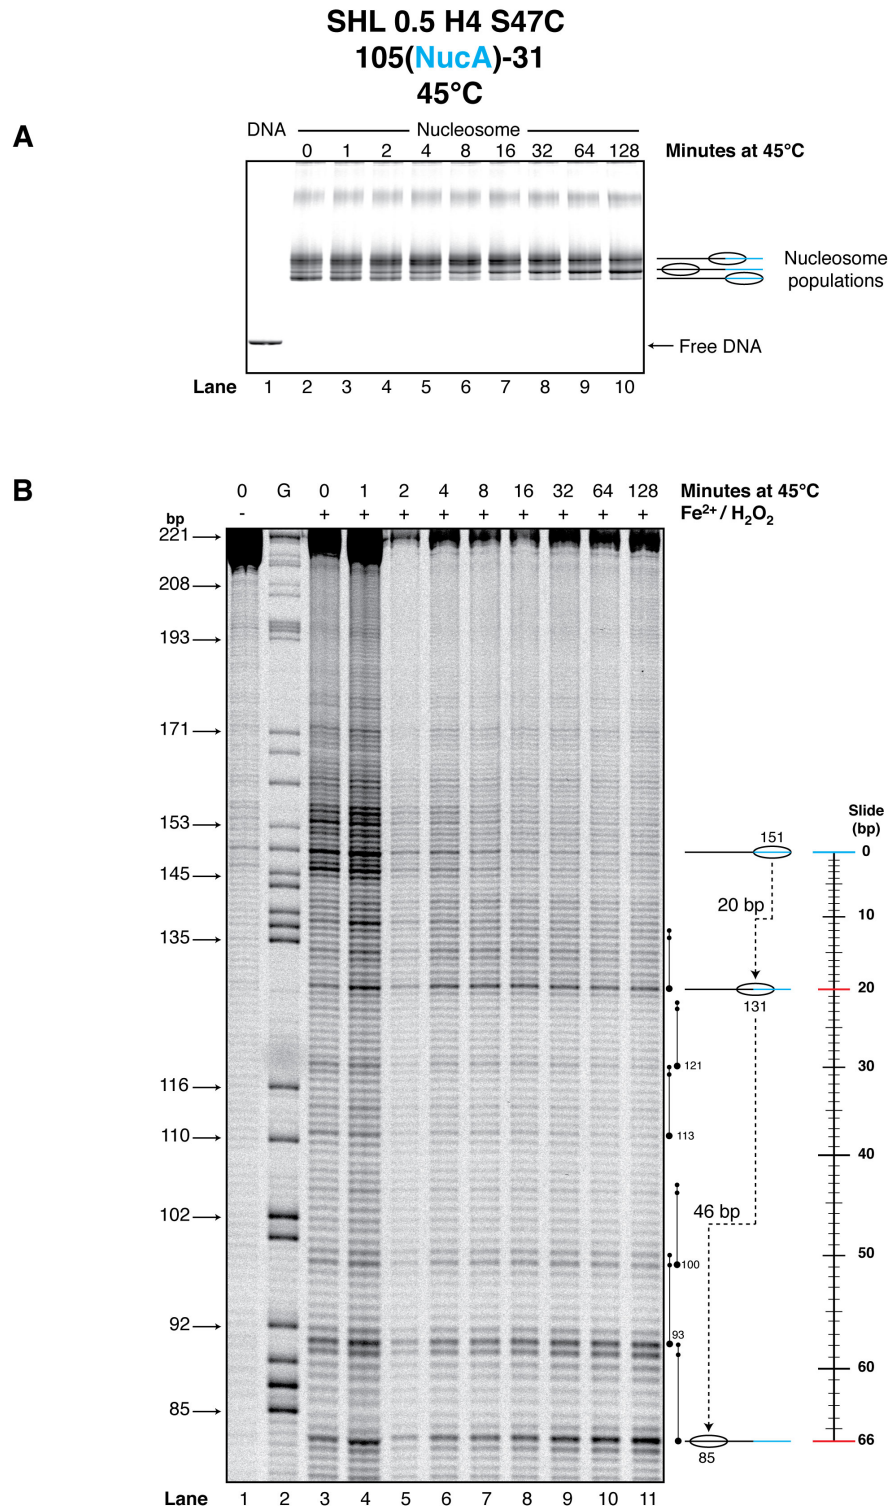 SHL 0.5 H4 S47C
105(NucA)-31
45°C
A
DNA Nucleosome
0 1 2 4 8 16 32 64 128 Minutes at 45°C
Nucleosome
populations
Free DNA
Lane 1 2 3 4 5 6 7 8 9 10
B
0 G 0 1 2 4 8 16 32 64 128 Minutes at 45°C
- + + + + + + + + + Fe²⁺ / H₂O₂
bp
221
208
193
171
153
145
135
116
110
102
92
85
121
113
100
93
151
20 bp
131
46 bp
85
Slide
(bp)
0
10
20
30
40
50
60
66
Lane 1 2 3 4 5 6 7 8 9 10 11